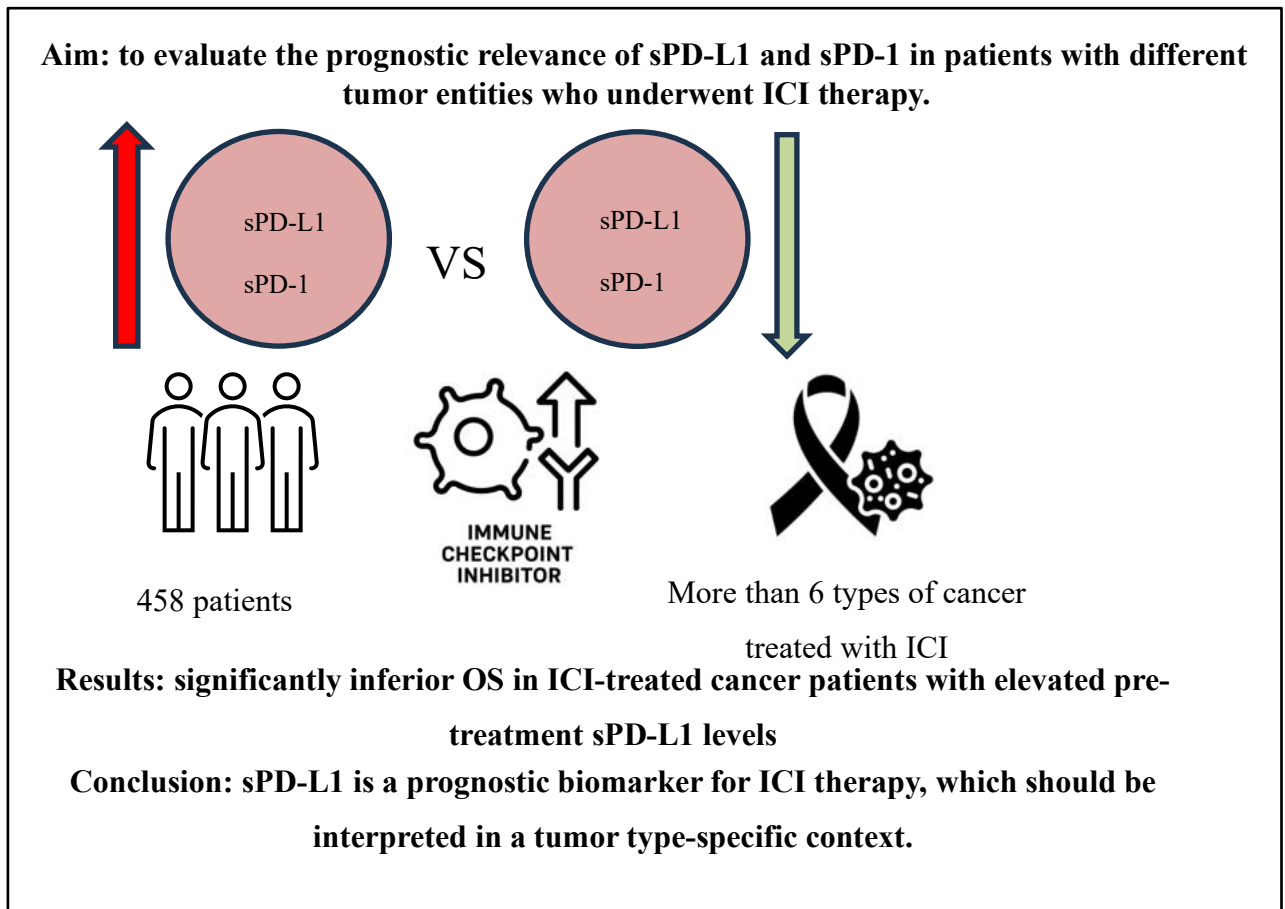 Aim: to evaluate the prognostic relevance of sPD-L1 and sPD-1 in patients with different
tumor entities who underwent ICI therapy.
sPD-L1
sPD-1
VS
sPD-L1
sPD-1
IMMUNE
CHECKPOINT
INHIBITOR
458 patients
More than 6 types of cancer
treated with ICI
Results: significantly inferior OS in ICI-treated cancer patients with elevated pre-
treatment sPD-L1 levels
Conclusion: sPD-L1 is a prognostic biomarker for ICI therapy, which should be
interpreted in a tumor type-specific context.